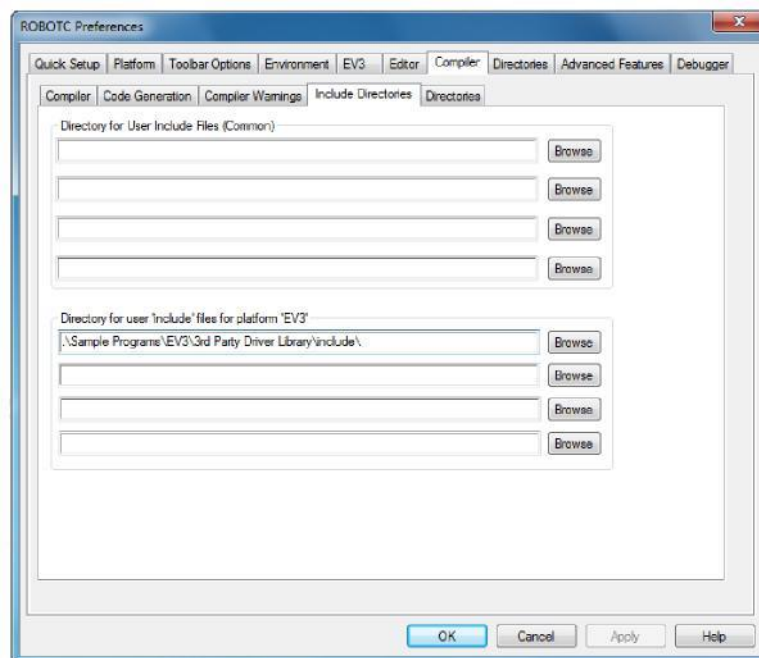 ROBOTC Preferences
Quick Setup Platform Toolbar Options Environment EV3 Editor Compiler Directories Advanced Features Debugger
Compiler Code Generation Compiler Warnings Include Directories Directories
Directory for User Include Files (Common)
Browse
Browse
Browse
Browse
Directory for user 'include' files for platform 'EV3'
.\Sample Programs\EV3\3rd Party Driver Library\include\ Browse
Browse
Browse
Browse
OK Cancel Apply Help